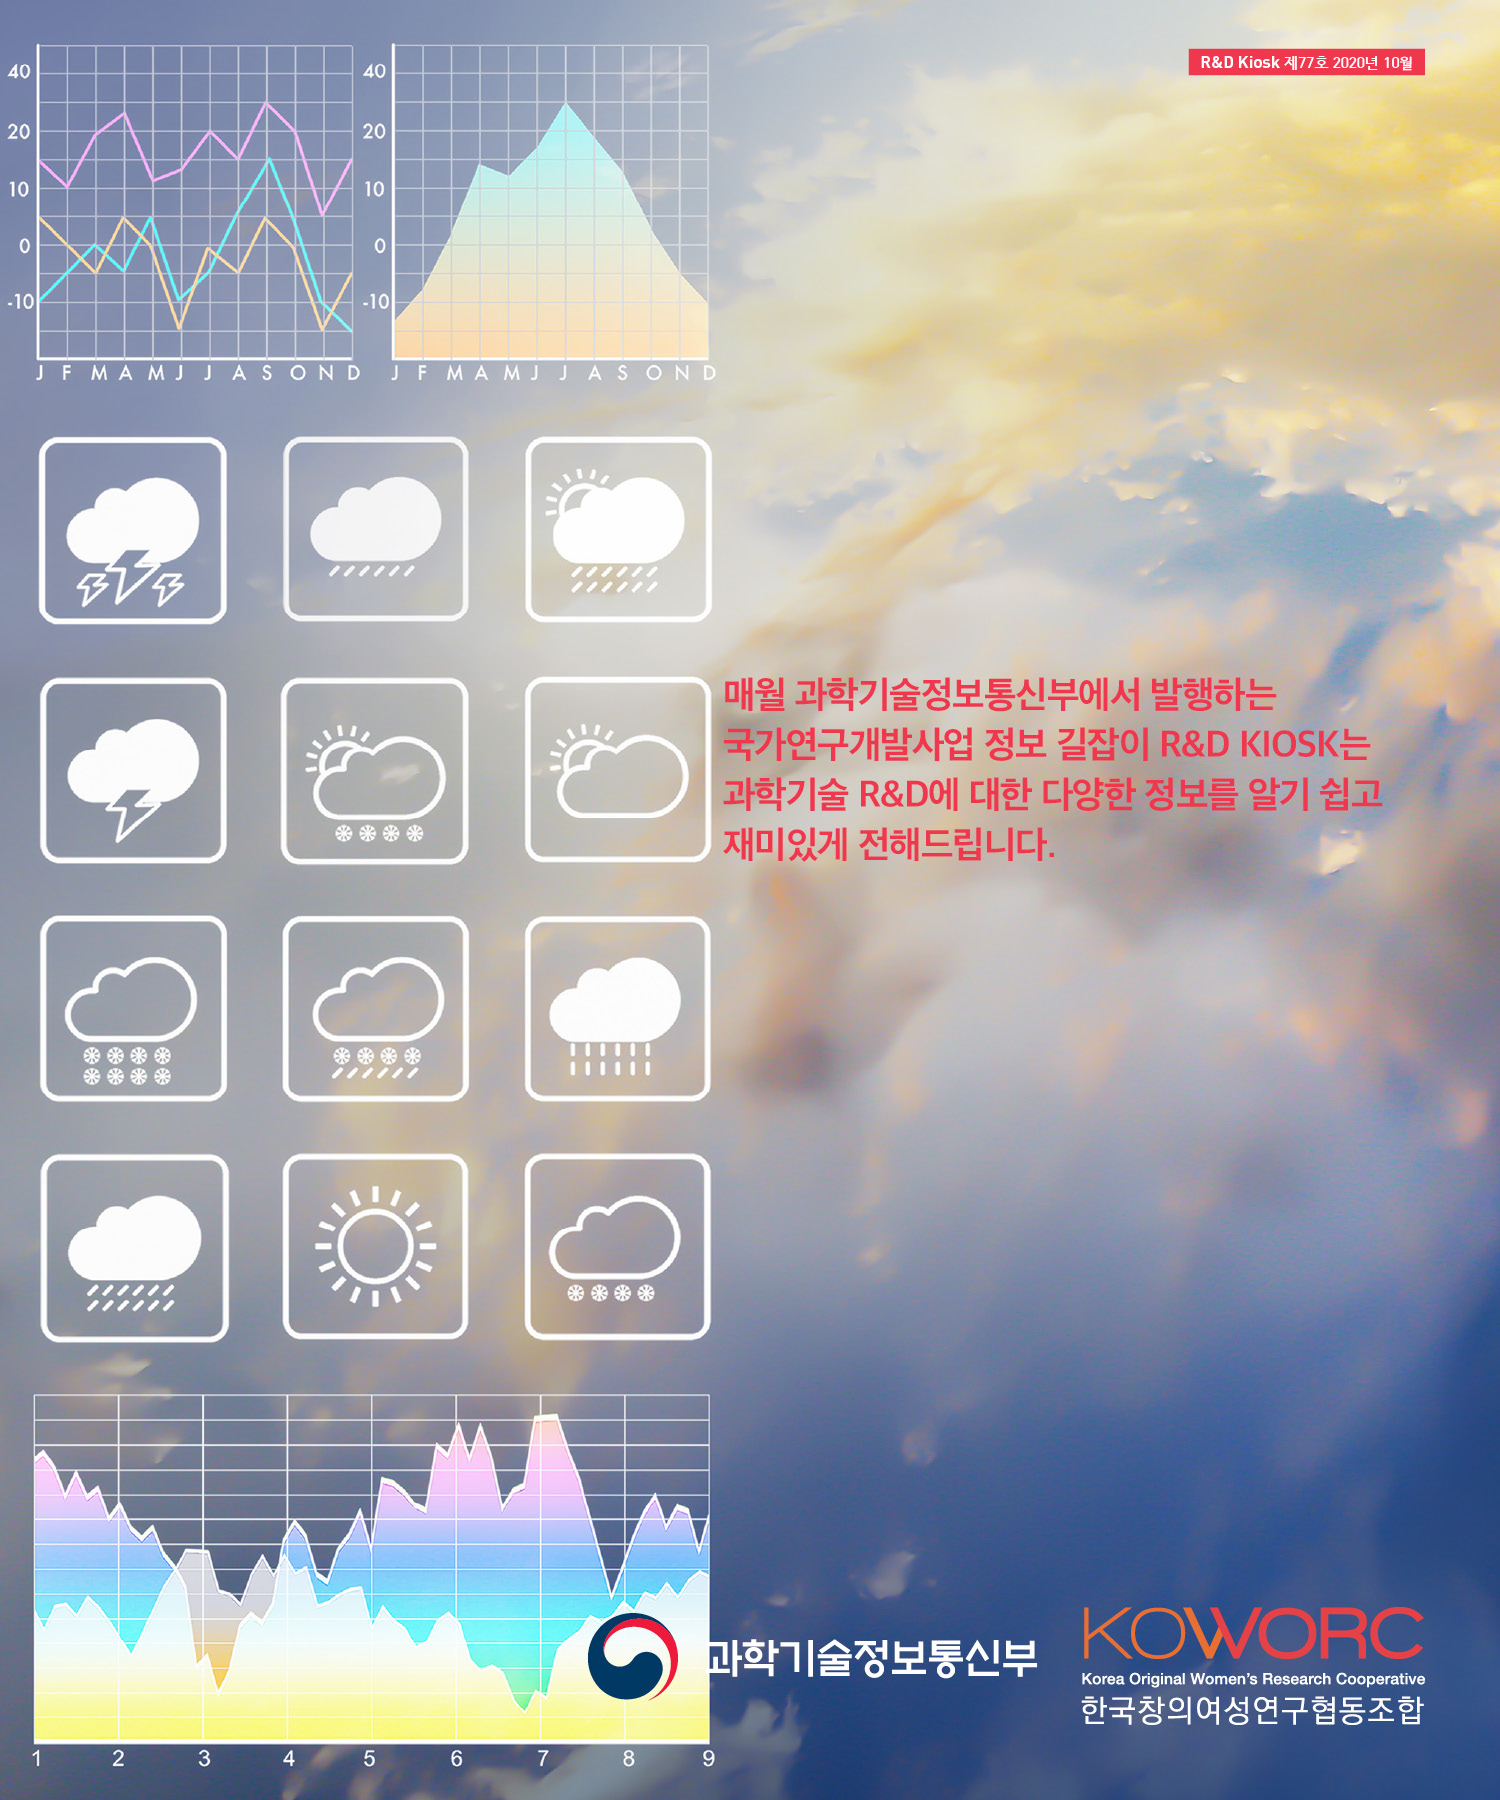 R&D Kiosk 제77호 2020년 10월
40
20
10
0
-10
J F M A M J J A S O N D
40
20
10
0
-10
J F M A M J J A S O N D
매월 과학기술정보통신부에서 발행하는
국가연구개발사업 정보 길잡이 R&D KIOSK는
과학기술 R&D에 대한 다양한 정보를 알기 쉽고
재미있게 전해드립니다.
과학기술정보통신부
KOWORC
Korea Original Women's Research Cooperative
한국창의여성연구협동조합
1 2 3 4 5 6 7 8 9